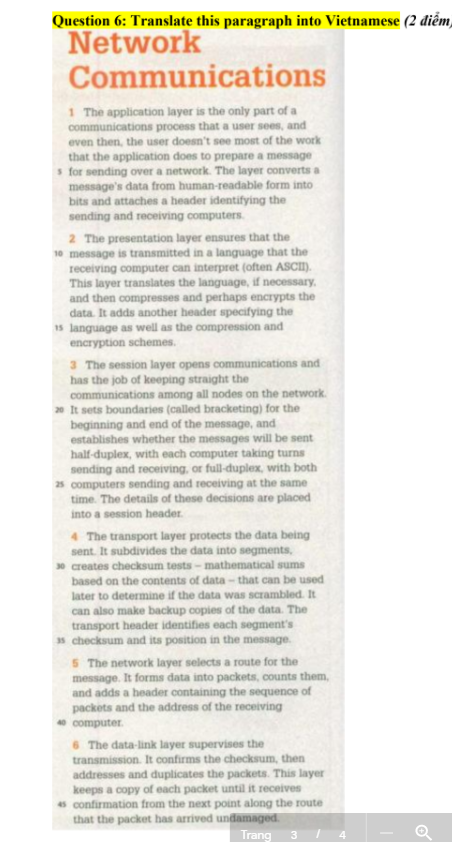 Question 6: Translate this paragraph into Vietnamese (2 điểm)
Network
Communications
1 The application layer is the only part of a
communications process that a user sees, and
even then, the user doesn't see most of the work
that the application does to prepare a message
5 for sending over a network. The layer converts a
message's data from human-readable form into
bits and attaches a header identifying the
sending and receiving computers.
2 The presentation layer ensures that the
10 message is transmitted in a language that the
receiving computer can interpret (often ASCII).
This layer translates the language, if necessary,
and then compresses and perhaps encrypts the
data. It adds another header specifying the
15 language as well as the compression and
encryption schemes.
3 The session layer opens communications and
has the job of keeping straight the
communications among all nodes on the network.
20 It sets boundaries (called bracketing) for the
beginning and end of the message, and
establishes whether the messages will be sent
half-duplex, with each computer taking turns
sending and receiving, or full-duplex, with both
25 computers sending and receiving at the same
time. The details of these decisions are placed
into a session header.
4 The transport layer protects the data being
sent. It subdivides the data into segments,
30 creates checksum tests – mathematical sums
based on the contents of data – that can be used
later to determine if the data was scrambled. It
can also make backup copies of the data. The
transport header identifies each segment's
35 checksum and its position in the message.
5 The network layer selects a route for the
message. It forms data into packets, counts them,
and adds a header containing the sequence of
packets and the address of the receiving
40 computer.
6 The data-link layer supervises the
transmission. It confirms the checksum, then
addresses and duplicates the packets. This layer
keeps a copy of each packet until it receives
45 confirmation from the next point along the route
that the packet has arrived undamaged.
Trang 3 / 4